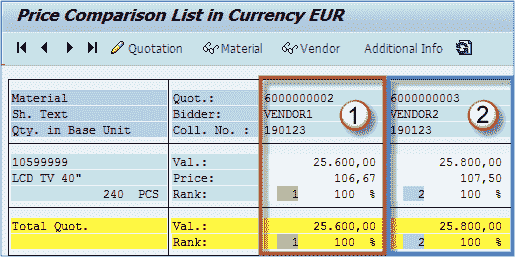 Price Comparison List in Currency EUR
Quotation Material Vendor Additional Info
Material Quot.: 6000000002 6000000003
Sh. Text Bidder: VENDOR1 VENDOR2
Qty. in Base Unit Coll. No. : 190123 190123
1 2
10599999 Val.: 25.600,00 25.800,00
LCD TV 40" Price: 106,67 107,50
240 PCS Rank: 1 100 % 2 100 %
Total Quot. Val.: 25.600,00 25.800,00
Rank: 1 100 % 2 100 %